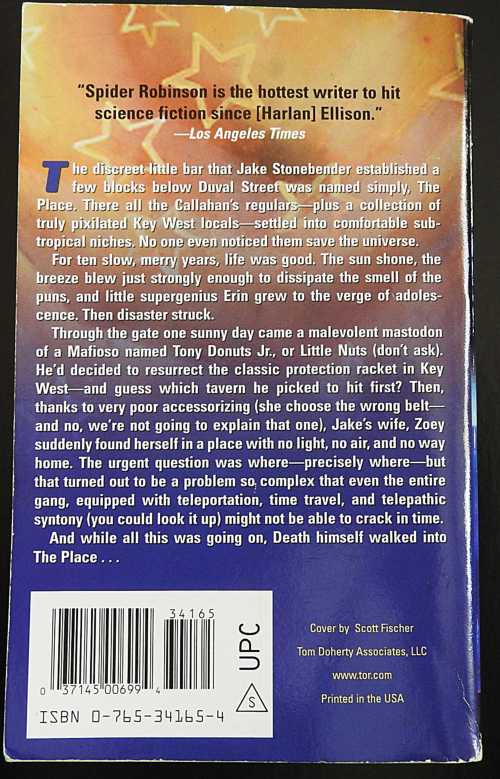 “Spider Robinson is the hottest writer to hit
science fiction since [Harlan] Ellison.”
—Los Angeles Times
The discreet little bar that Jake Stonebender established a
few blocks below Duval Street was named simply, The
Place. There all the Callahan’s regulars—plus a collection of
truly pixilated Key West locals—settled into comfortable sub-
tropical niches. No one even noticed them save the universe.
For ten slow, merry years, life was good. The sun shone, the
breeze blew just strongly enough to dissipate the smell of the
puns, and little supergenius Erin grew to the verge of adoles-
cence. Then disaster struck.
Through the gate one sunny day came a malevolent mastodon
of a Mafioso named Tony Donuts Jr., or Little Nuts (don’t ask).
He’d decided to resurrect the classic protection racket in Key
West—and guess which tavern he picked to hit first? Then,
thanks to very poor accessorizing (she choose the wrong belt—
and no, we’re not going to explain that one), Jake’s wife, Zoey
suddenly found herself in a place with no light, no air, and no way
home. The urgent question was where—precisely where—but
that turned out to be a problem so complex that even the entire
gang, equipped with teleportation, time travel, and telepathic
syntony (you could look it up) might not be able to crack in time.
And while all this was going on, Death himself walked into
The Place . . .
34165
0 37145 00699 4
ISBN 0-765-34165-4
UPC
S
Cover by Scott Fischer
Tom Doherty Associates, LLC
www.tor.com
Printed in the USA